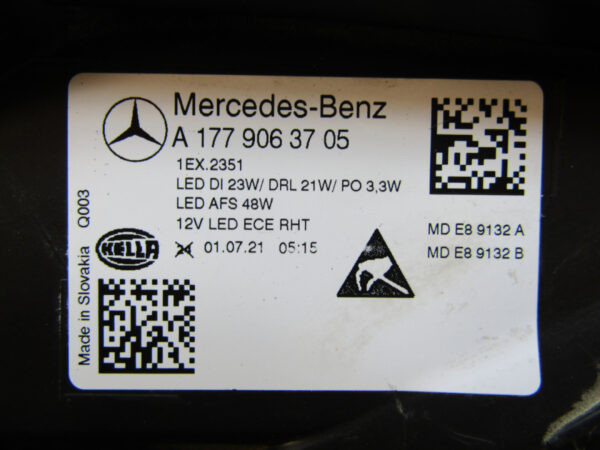 Mercedes-Benz
A 177 906 37 05
1EX.2351
LED DI 23W/ DRL 21W/ PO 3,3W
LED AFS 48W
12V LED ECE RHT
HELLA
01.07.21 05:15
MD E8 9132 A
MD E8 9132 B
Made in Slovakia Q003